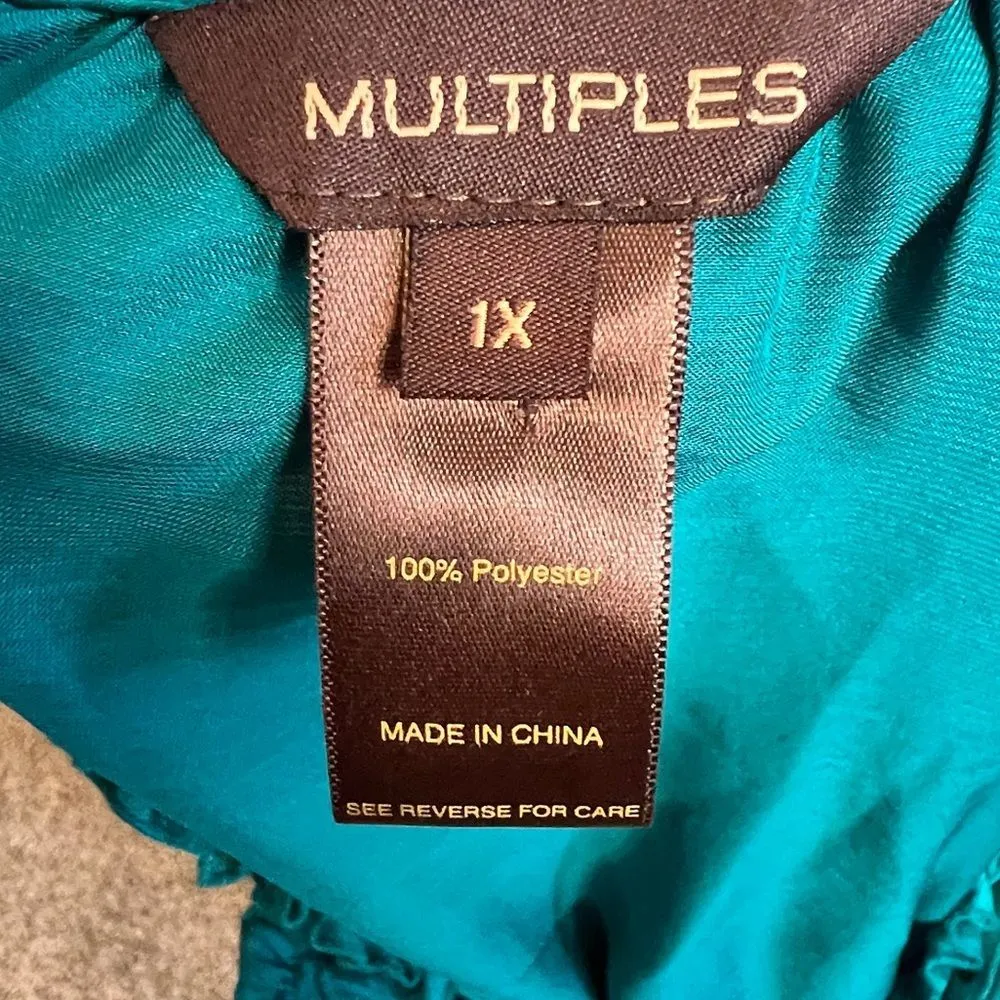 MULTIPLES
1X
100% Polyester
MADE IN CHINA
SEE REVERSE FOR CARE